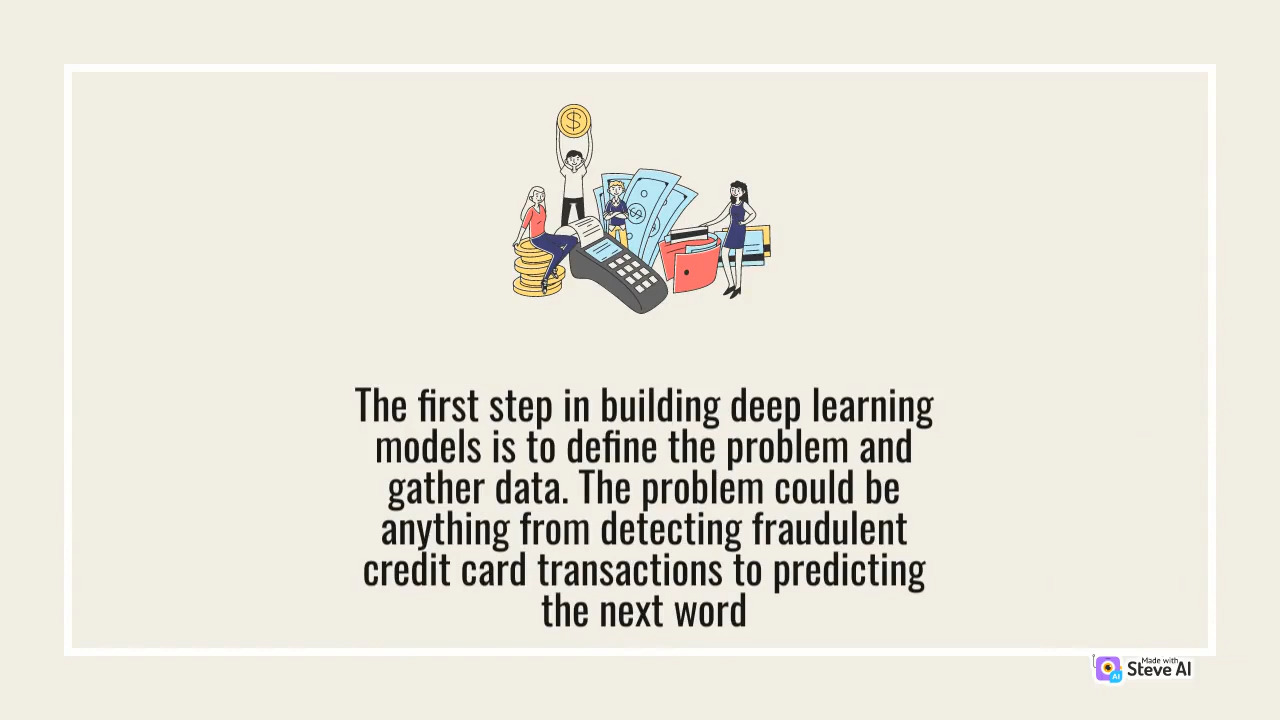 $
The first step in building deep learning
models is to define the problem and
gather data. The problem could be
anything from detecting fraudulent
credit card transactions to predicting
the next word
Made with
Steve AI
AI